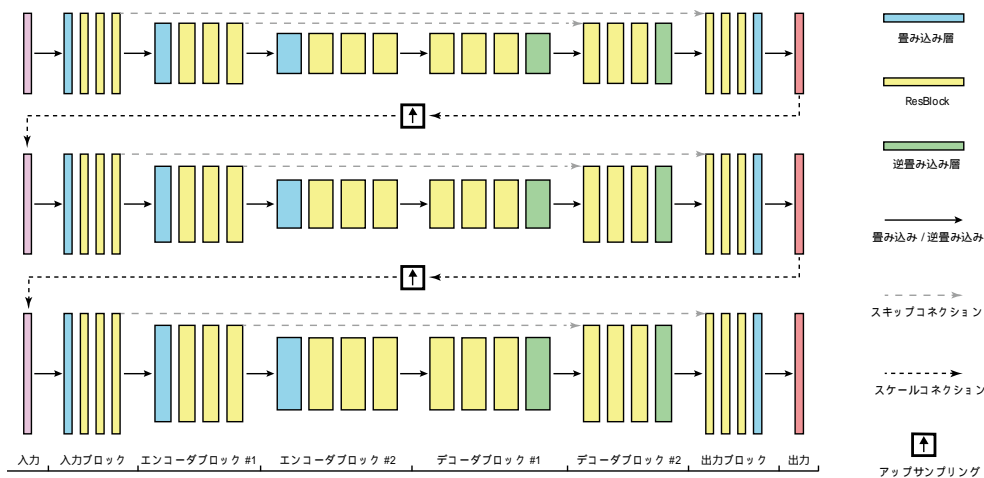 畳み込み層
ResBlock
逆畳み込み層
畳み込み / 逆畳み込み
スキップコネクション
スケールコネクション
アップサンプリング
入力
入力ブロック
エンコーダブロック #1
エンコーダブロック #2
デコーダブロック #1
デコーダブロック #2
出力ブロック
出力